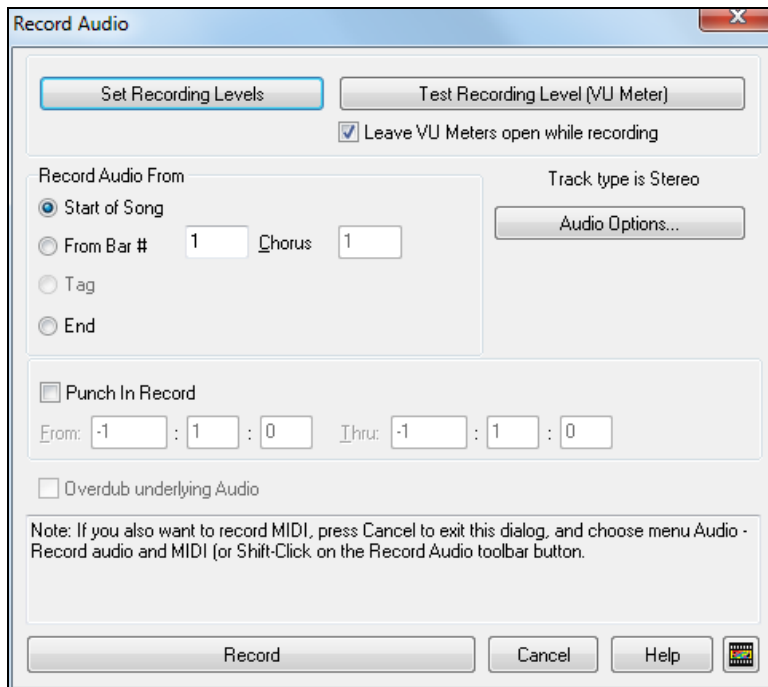 Record Audio
Set Recording Levels
Test Recording Level (VU Meter)
Leave VU Meters open while recording
Record Audio From
Track type is Stereo
Start of Song
Audio Options...
From Bar # 1 Chorus 1
Tag
End
Punch In Record
From: -1 : 1 : 0 Thru: -1 : 1 : 0
Overdub underlying Audio
Note: If you also want to record MIDI, press Cancel to exit this dialog, and choose menu Audio -
Record audio and MIDI (or Shift-Click on the Record Audio toolbar button.
Record Cancel Help